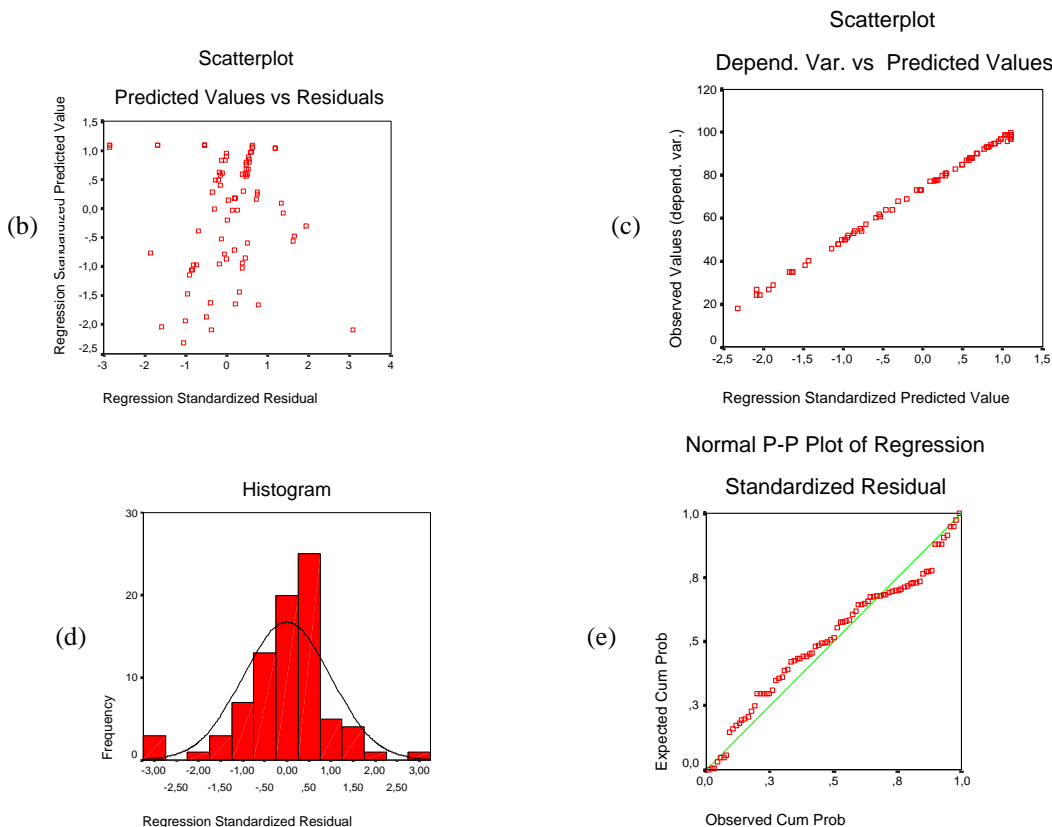 Scatterplot
Predicted Values vs Residuals
(b)
Regression Standardized Predicted Value
1,5
1,0
,5
0,0
-,5
-1,0
-1,5
-2,0
-2,5
-3 -2 -1 0 1 2 3 4
Regression Standardized Residual
Scatterplot
Depend. Var. vs Predicted Values
(c)
Observed Values (depend. var.)
120
100
80
60
40
20
0
-2,5 -2,0 -1,5 -1,0 -,5 0,0 ,5 1,0 1,5
Regression Standardized Predicted Value
Histogram
(d)
Frequency
30
20
10
0
-3,00 -2,00 -1,00 0,00 1,00 2,00 3,00
-2,50 -1,50 -,50 ,50 1,50 2,50
Regression Standardized Residual
Normal P-P Plot of Regression
Standardized Residual
(e)
Expected Cum Prob
1,0
,8
,5
,3
0,0
0,0 ,3 ,5 ,8 1,0
Observed Cum Prob